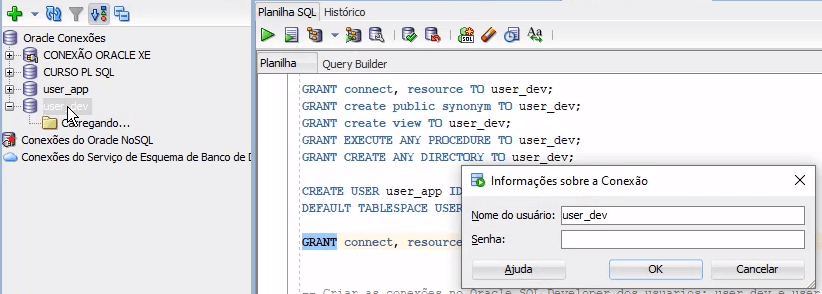 Oracle Conexões
CONEXÃO ORACLE XE
CURSO PL SQL
user_app
user_dev
Carregando...
Conexões do Oracle NoSQL
Conexões do Serviço de Esquema de Banco de D
Planilha SQL Histórico
Planilha Query Builder
GRANT connect, resource TO user_dev;
GRANT create public synonym TO user_dev;
GRANT create view TO user_dev;
GRANT EXECUTE ANY PROCEDURE TO user_dev;
GRANT CREATE ANY DIRECTORY TO user_dev;
CREATE USER user_app ID
DEFAULT TABLESPACE USER
GRANT connect, resource
-- Criar as conexões no Oracle SQL Developer dos usuarios: user_dev e user
Informações sobre a Conexão
Nome do usuário: user_dev
Senha:
Ajuda OK Cancelar